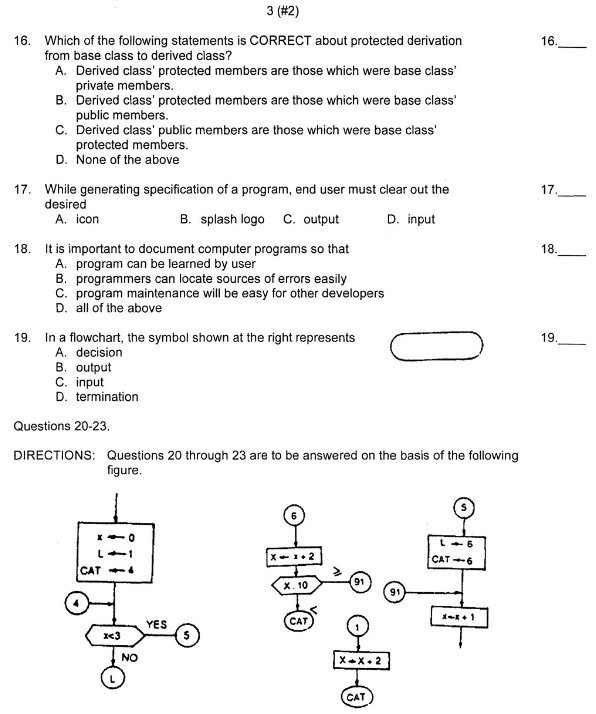 3 (#2)
16. Which of the following statements is CORRECT about protected derivation 16.____
from base class to derived class?
A. Derived class' protected members are those which were base class'
private members.
B. Derived class' protected members are those which were base class'
public members.
C. Derived class' public members are those which were base class'
protected members.
D. None of the above
17. While generating specification of a program, end user must clear out the 17.____
desired
A. icon B. splash logo C. output D. input
18. It is important to document computer programs so that 18.____
A. program can be learned by user
B. programmers can locate sources of errors easily
C. program maintenance will be easy for other developers
D. all of the above
19. In a flowchart, the symbol shown at the right represents 19.____
A. decision
B. output
C. input
D. termination
Questions 20-23.
DIRECTIONS: Questions 20 through 23 are to be answered on the basis of the following
figure.
x ← 0
L ← 1
CAT ← 4
4
x<3
YES
5
NO
L
6
X ← x + 2
X . 10
≥
91
<
CAT
1
X ← X + 2
CAT
5
L ← 6
CAT ← 6
91
x ← x + 1